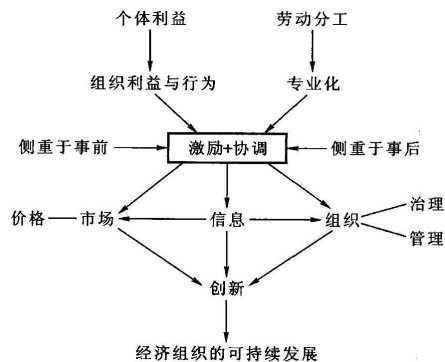 个体利益
劳动分工
组织利益与行为
专业化
侧重于事前
激励+协调
侧重于事后
价格
市场
信息
组织
治理
管理
创新
经济组织的可持续发展